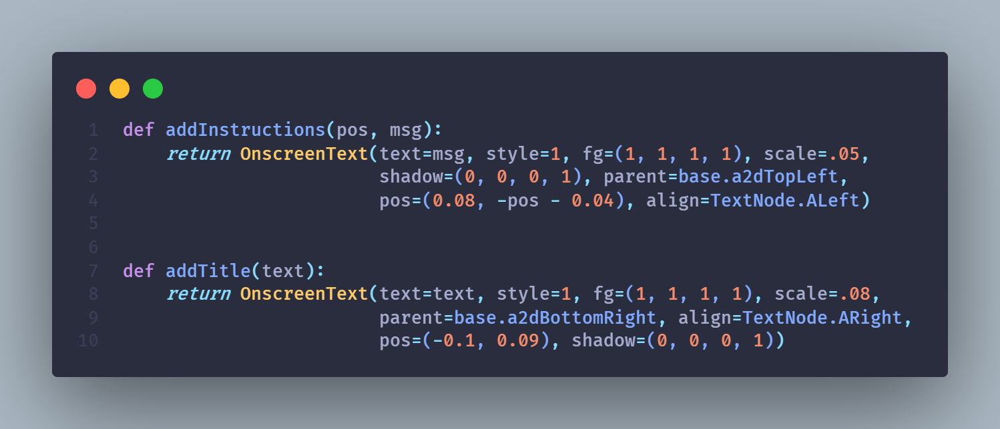 1 def addInstructions(pos, msg):
2     return OnscreenText(text=msg, style=1, fg=(1, 1, 1, 1), scale=.05,
3                         shadow=(0, 0, 0, 1), parent=base.a2dTopLeft,
4                         pos=(0.08, -pos - 0.04), align=TextNode.ALeft)
5
6
7 def addTitle(text):
8     return OnscreenText(text=text, style=1, fg=(1, 1, 1, 1), scale=.08,
9                         parent=base.a2dBottomRight, align=TextNode.ARight,
10                         pos=(-0.1, 0.09), shadow=(0, 0, 0, 1))